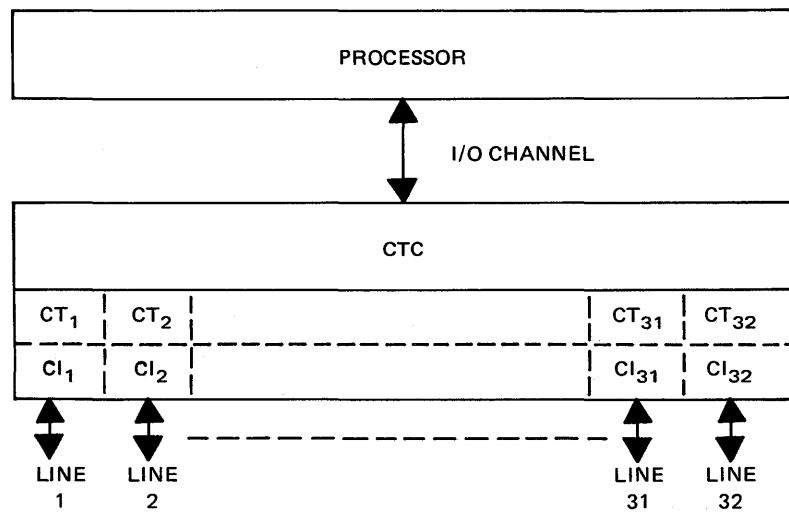 PROCESSOR
I/O CHANNEL
CTC
CT₁ CT₂ CT₃₁ CT₃₂
CI₁ CI₂ CI₃₁ CI₃₂
LINE LINE LINE LINE
1 2 31 32